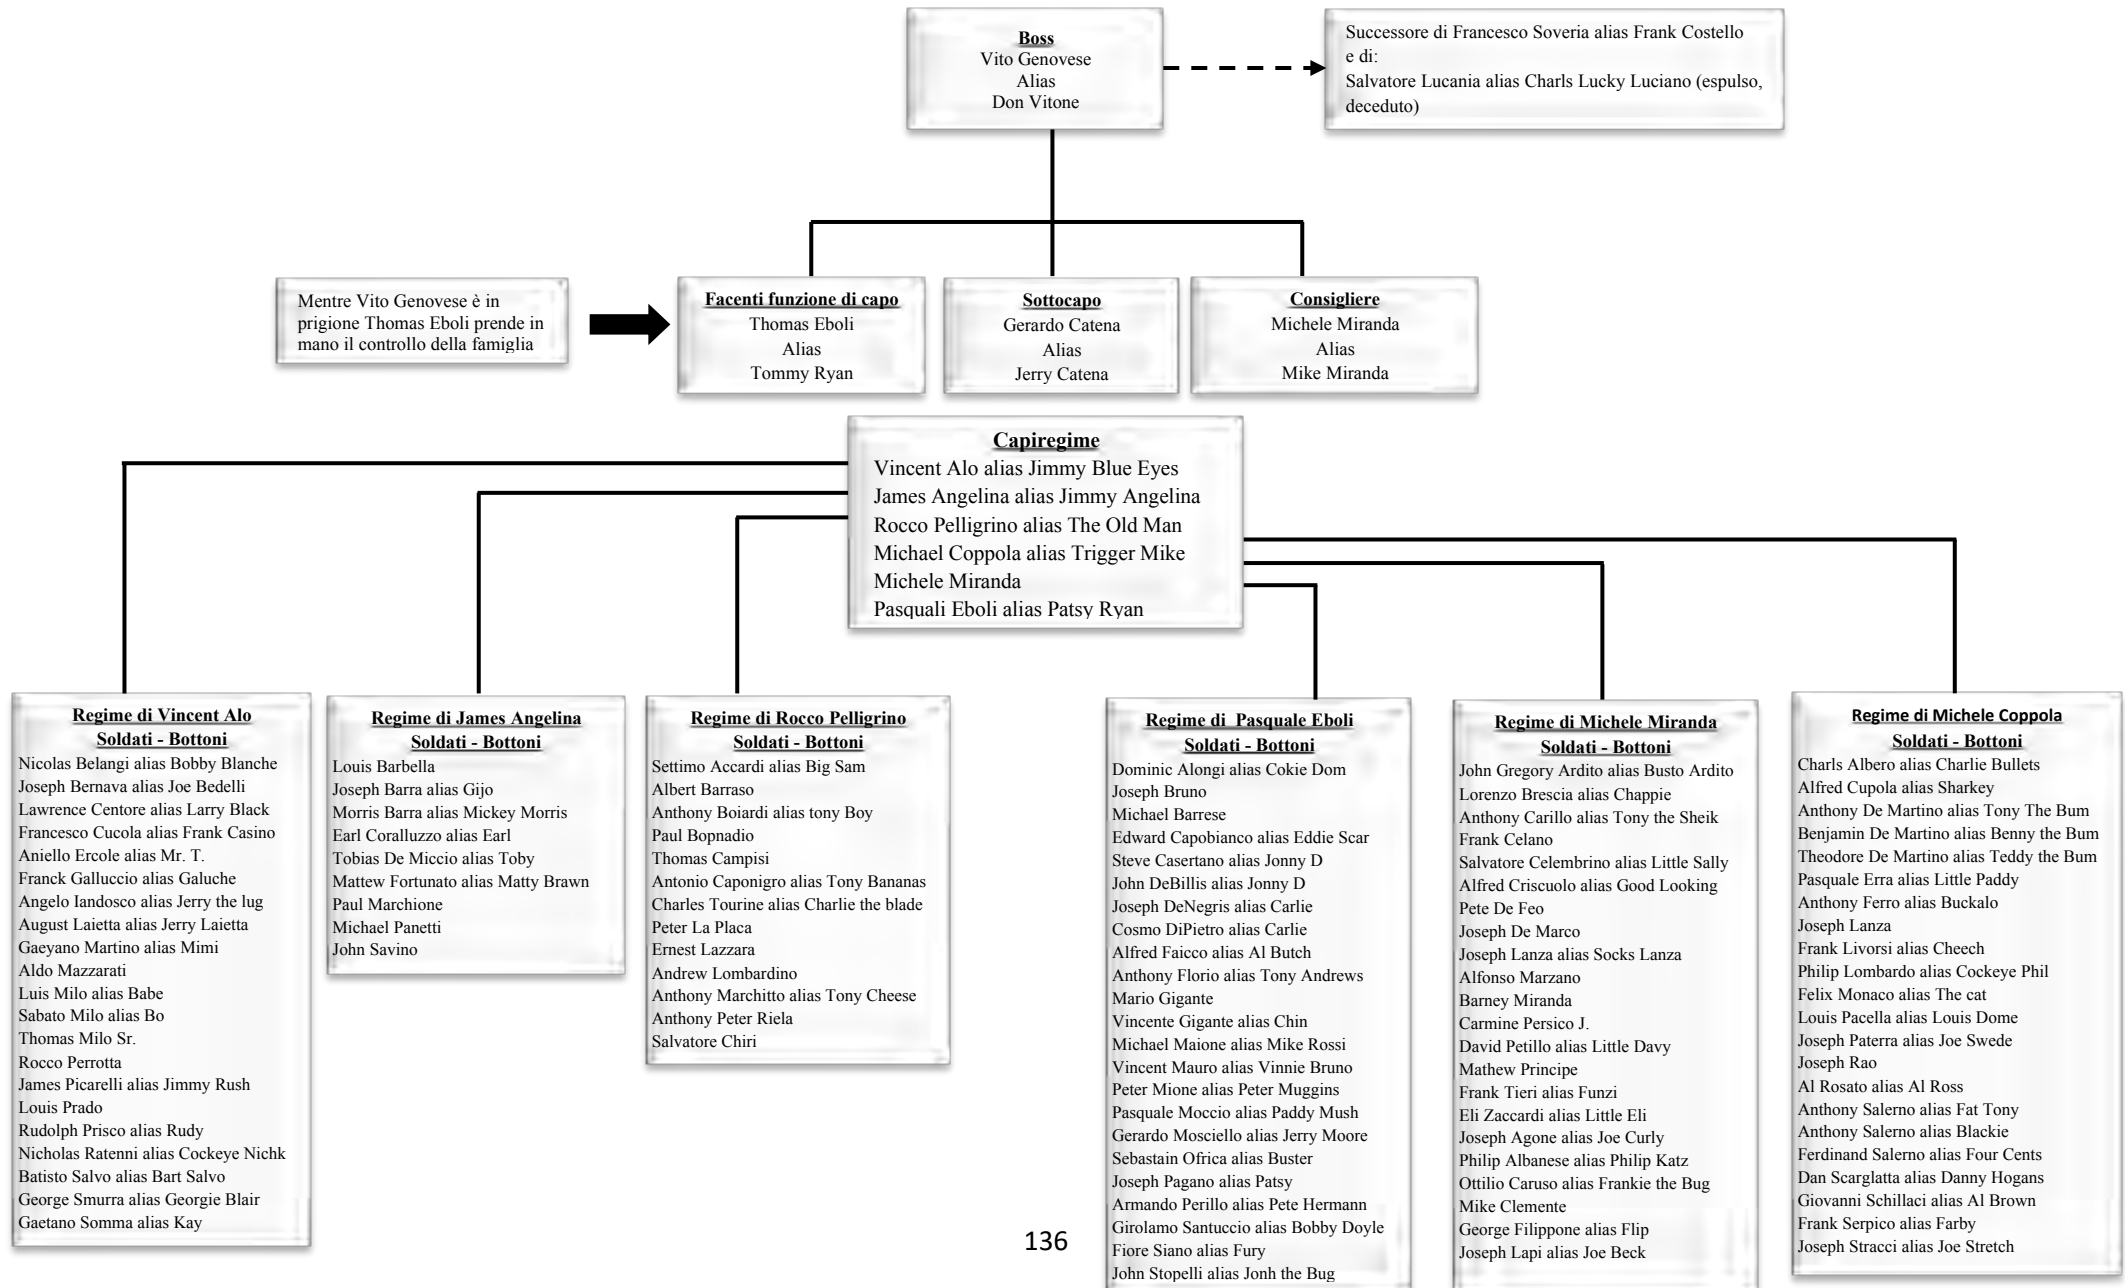 Boss
Vito Genovese
Alias
Don Vitone
Successore di Francesco Soveria alias Frank Costello
e di:
Salvatore Lucania alias Charls Lucky Luciano (espulso,
deceduto)
Mentre Vito Genovese è in
prigione Thomas Eboli prende in
mano il controllo della famiglia
Facenti funzione di capo
Thomas Eboli
Alias
Tommy Ryan
Sottocapo
Gerardo Catena
Alias
Jerry Catena
Consigliere
Michele Miranda
Alias
Mike Miranda
Capiregime
Vincent Alo alias Jimmy Blue Eyes
James Angelina alias Jimmy Angelina
Rocco Pelligrino alias The Old Man
Michael Coppola alias Trigger Mike
Michele Miranda
Pasquali Eboli alias Patsy Ryan
Regime di Vincent Alo
Soldati - Bottoni
Nicolas Belangi alias Bobby Blanche
Joseph Bernava alias Joe Bedelli
Lawrence Centore alias Larry Black
Francesco Cucola alias Frank Casino
Aniello Ercole alias Mr. T.
Franck Galluccio alias Galuche
Angelo Iandosco alias Jerry the lug
August Laietta alias Jerry Laietta
Gaeyano Martino alias Mimi
Aldo Mazzarati
Luis Milo alias Babe
Sabato Milo alias Bo
Thomas Milo Sr.
Rocco Perrotta
James Picarelli alias Jimmy Rush
Louis Prado
Rudolph Prisco alias Rudy
Nicholas Ratenni alias Cockeye Nichk
Batisto Salvo alias Bart Salvo
George Smurra alias Georgie Blair
Gaetano Somma alias Kay
Regime di James Angelina
Soldati - Bottoni
Louis Barbella
Joseph Barra alias Gijo
Morris Barra alias Mickey Morris
Earl Coralluzzo alias Earl
Tobias De Miccio alias Toby
Mattew Fortunato alias Matty Brawn
Paul Marchione
Michael Panetti
John Savino
Regime di Rocco Pelligrino
Soldati - Bottoni
Settimo Accardi alias Big Sam
Albert Barraso
Anthony Boiardi alias tony Boy
Paul Bopnadio
Thomas Campisi
Antonio Caponigro alias Tony Bananas
Charles Tourine alias Charlie the blade
Peter La Placa
Ernest Lazzara
Andrew Lombardino
Anthony Marchitto alias Tony Cheese
Anthony Peter Riela
Salvatore Chiri
Regime di Pasquale Eboli
Soldati - Bottoni
Dominic Alongi alias Cokie Dom
Joseph Bruno
Michael Barrese
Edward Capobianco alias Eddie Scar
Steve Casertano alias Jonny D
John DeBillis alias Jonny D
Joseph DeNegris alias Carlie
Cosmo DiPietro alias Carlie
Alfred Faicco alias Al Butch
Anthony Florio alias Tony Andrews
Mario Gigante
Vincente Gigante alias Chin
Michael Maione alias Mike Rossi
Vincent Mauro alias Vinnie Bruno
Peter Mione alias Peter Muggins
Pasquale Moccio alias Paddy Mush
Gerardo Mosciello alias Jerry Moore
Sebastain Ofrica alias Buster
Joseph Pagano alias Patsy
Armando Perillo alias Pete Hermann
Girolamo Santuccio alias Bobby Doyle
Fiore Siano alias Fury
John Stopelli alias Jonh the Bug
Regime di Michele Miranda
Soldati - Bottoni
John Gregory Ardito alias Busto Ardito
Lorenzo Brescia alias Chappie
Anthony Carillo alias Tony the Sheik
Frank Celano
Salvatore Celembrino alias Little Sally
Alfred Criscuolo alias Good Looking
Pete De Feo
Joseph De Marco
Joseph Lanza alias Socks Lanza
Alfonso Marzano
Barney Miranda
Carmine Persico J.
David Petillo alias Little Davy
Mathew Principe
Frank Tieri alias Funzi
Eli Zaccardi alias Little Eli
Joseph Agone alias Joe Curly
Philip Albanese alias Philip Katz
Ottilio Caruso alias Frankie the Bug
Mike Clemente
George Filippone alias Flip
Joseph Lapi alias Joe Beck
Regime di Michele Coppola
Soldati - Bottoni
Charls Albero alias Charlie Bullets
Alfred Cupola alias Sharkey
Anthony De Martino alias Tony The Bum
Benjamin De Martino alias Benny the Bum
Theodore De Martino alias Teddy the Bum
Pasquale Erra alias Little Paddy
Anthony Ferro alias Buckalo
Joseph Lanza
Frank Livorsi alias Cheech
Philip Lombardo alias Cockeye Phil
Felix Monaco alias The cat
Louis Pacella alias Louis Dome
Joseph Paterra alias Joe Swede
Joseph Rao
Al Rosato alias Al Ross
Anthony Salerno alias Fat Tony
Anthony Salerno alias Blackie
Ferdinand Salerno alias Four Cents
Dan Scarglatta alias Danny Hogans
Giovanni Schillaci alias Al Brown
Frank Serpico alias Farby
Joseph Stracci alias Joe Stretch
136